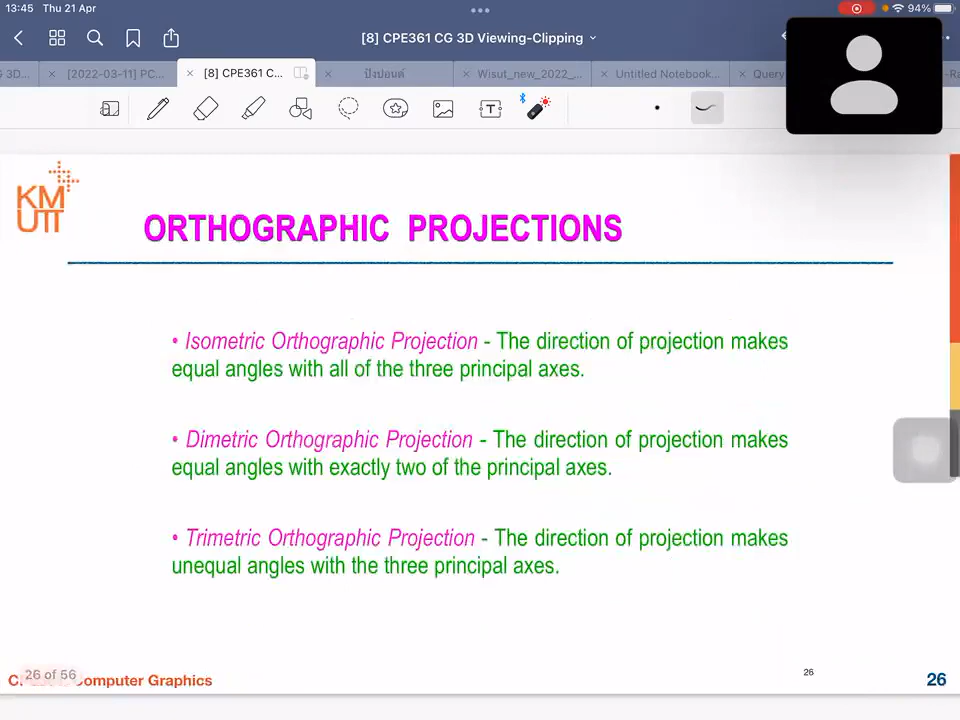 13:45 Thu 21 Apr
94%
[8] CPE361 CG 3D Viewing-Clipping
3D...
[2022-03-11] PC...
[8] CPE361 C...
ปิงปอนด์
Wisut_new_2022_...
Untitled Notebook...
Query
KM
UTT
ORTHOGRAPHIC PROJECTIONS
• Isometric Orthographic Projection - The direction of projection makes
equal angles with all of the three principal axes.
• Dimetric Orthographic Projection - The direction of projection makes
equal angles with exactly two of the principal axes.
• Trimetric Orthographic Projection - The direction of projection makes
unequal angles with the three principal axes.
26 of 56
Computer Graphics
26
26